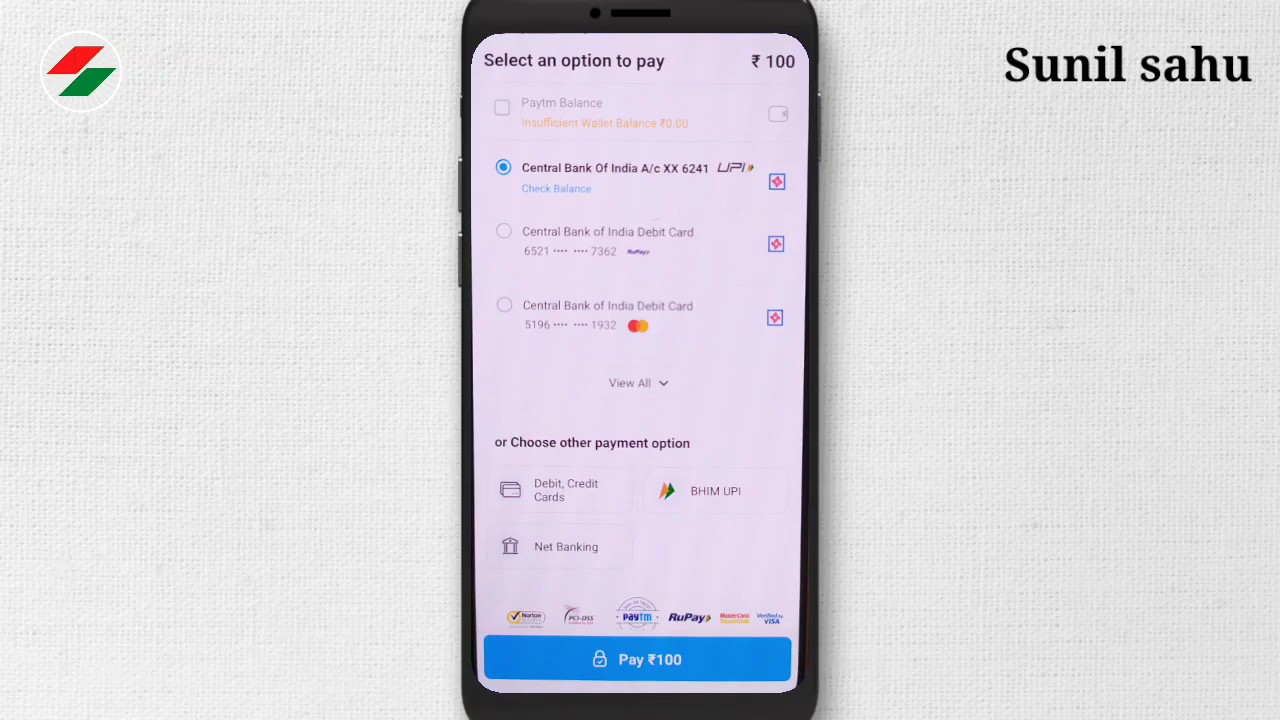 Sunil sahu
Select an option to pay ₹ 100
Paytm Balance
Insufficient Wallet Balance ₹0.00
Central Bank Of India A/c XX 6241 UPI
Check Balance
Central Bank of India Debit Card
6521 •••• •••• 7362 RuPay
Central Bank of India Debit Card
5196 •••• •••• 1932
View All
or Choose other payment option
Debit, Credit
Cards
BHIM UPI
Net Banking
Norton
PCI-DSS
paytm
RuPay
MasterCard
SecureCode
Verified by
VISA
Pay ₹100